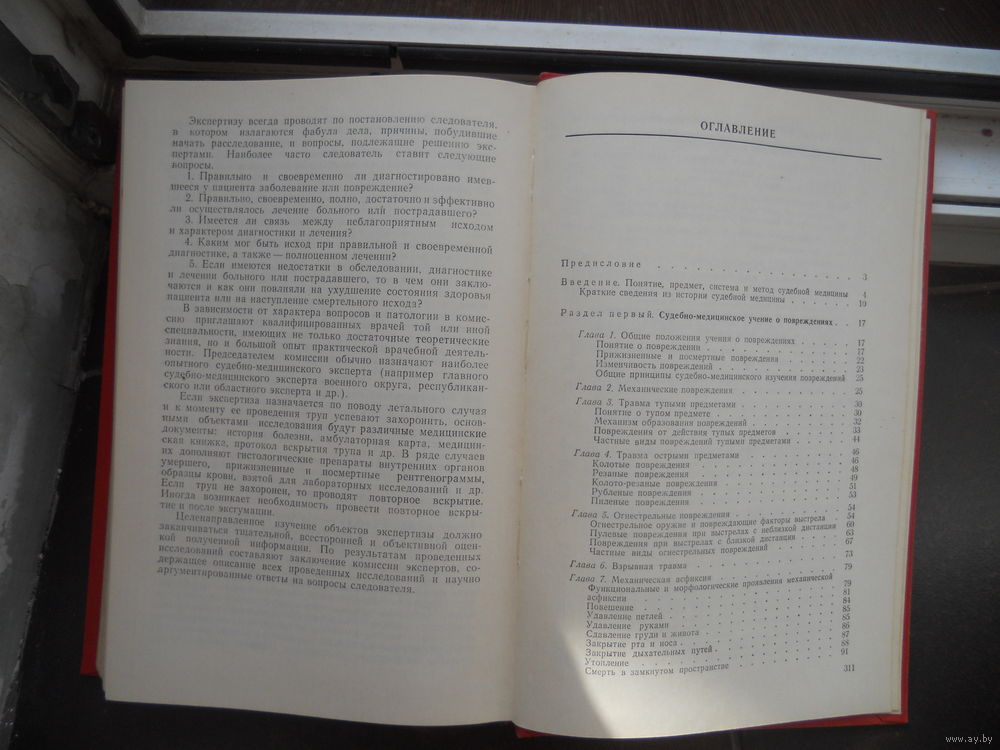 Экспертизу всегда проводят по постановлению следователя,
в котором излагаются фабула дела, причины, побудившие
начать расследование, и вопросы, подлежащие решению экс-
пертами. Наиболее часто следователь ставит следующие
вопросы.
1. Правильно и своевременно ли диагностировано имев-
шееся у пациента заболевание или повреждение?
2. Правильно, своевременно, полно, достаточно и эффективно
ли осуществлялось лечение больного или пострадавшего?
3. Имеется ли связь между неблагоприятным исходом
и характером диагностики и лечения?
4. Каким мог быть исход при правильной и своевременной
диагностике, а также — полноценном лечении?
5. Если имеются недостатки в обследовании, диагностике
и лечении больного или пострадавшего, то в чем они заклю-
чаются и как они повлияли на ухудшение состояния здоровья
пациента или на наступление смертельного исхода?
В зависимости от характера вопросов и патологии в комис-
сию приглашают квалифицированных врачей той или иной
специальности, имеющих не только достаточные теоретические
знания, но и большой опыт практической врачебной деятель-
ности. Председателем комиссии обычно назначают наиболее
опытного судебно-медицинского эксперта (например главного
судебно-медицинского эксперта военного округа, республикан-
ского или областного эксперта и др.).
Если экспертиза назначается по поводу летального случая
и к моменту ее проведения труп успевают захоронить, основ-
ными объектами исследования будут различные медицинские
документы: история болезни, амбулаторная карта, медицин-
ская книжка, протокол вскрытия трупа и др. В ряде случаев
их дополняют гистологические препараты внутренних органов
умершего, прижизненные и посмертные рентгенограммы,
образцы крови, взятой для лабораторных исследований и др.
Если труп не захоронен, то проводят повторное вскрытие.
Иногда возникает необходимость провести повторное вскры-
тие и после эксгумации.
Целенаправленное изучение объектов экспертизы должно
заканчиваться тщательной, всесторонней и объективной оцен-
кой полученной информации. По результатам проведенных
исследований составляют заключение комиссии экспертов, со-
держащее описание всех проведенных исследований и научно
аргументированные ответы на вопросы следователя.
ОГЛАВЛЕНИЕ
Предисловие . . . . . . . . . . . . 3
Введение. Понятие, предмет, система и метод судебной медицины 4
Краткие сведения из истории судебной медицины . . . . . . 10
Раздел первый. Судебно-медицинское учение о повреждениях . . 17
Глава 1. Общие положения учения о повреждениях . . . . 17
Понятие о повреждении . . . . . . . . . . 17
Прижизненные и посмертные повреждения . . . . . . 22
Изменчивость повреждений . . . . . . . . . 23
Общие принципы судебно-медицинского изучения повреждений 25
Глава 2. Механические повреждения . . . . . . . . 25
Глава 3. Травма тупыми предметами . . . . . . . . 30
Понятие о тупом предмете . . . . . . . . . 30
Механизм образования повреждений . . . . . . . 32
Повреждения от действия тупых предметов . . . . . . 33
Частные виды повреждений тупыми предметами . . . . . 44
Глава 4. Травма острыми предметами . . . . . . . . 46
Колотые повреждения . . . . . . . . . . 46
Резаные повреждения . . . . . . . . . . 48
Колото-резаные повреждения . . . . . . . . . 49
Рубленые повреждения . . . . . . . . . . 51
Пиленые повреждения . . . . . . . . . . 53
Глава 5. Огнестрельные повреждения . . . . . . . . 54
Огнестрельное оружие и повреждающие факторы выстрела . 54
Пулевые повреждения при выстрелах с неблизкой дистанции 60
Повреждения при выстрелах с близкой дистанции . . . . 63
Частные виды огнестрельных повреждений . . . . . . 67
Глава 6. Взрывная травма . . . . . . . . . . 73
Глава 7. Механическая асфиксия . . . . . . . . . 79
Функциональные и морфологические проявления механической
асфиксии . . . . . . . . . . . . . 79
Повешение . . . . . . . . . . . . . 81
Удавление петлей . . . . . . . . . . . 84
Удавление руками . . . . . . . . . . . 85
Сдавление груди и живота . . . . . . . . . 85
Закрытие рта и носа . . . . . . . . . . 86
Закрытие дыхательных путей . . . . . . . . . 87
Утопление . . . . . . . . . . . . . 88
Смерть в замкнутом пространстве . . . . . . . . 91
311
www.ay.by